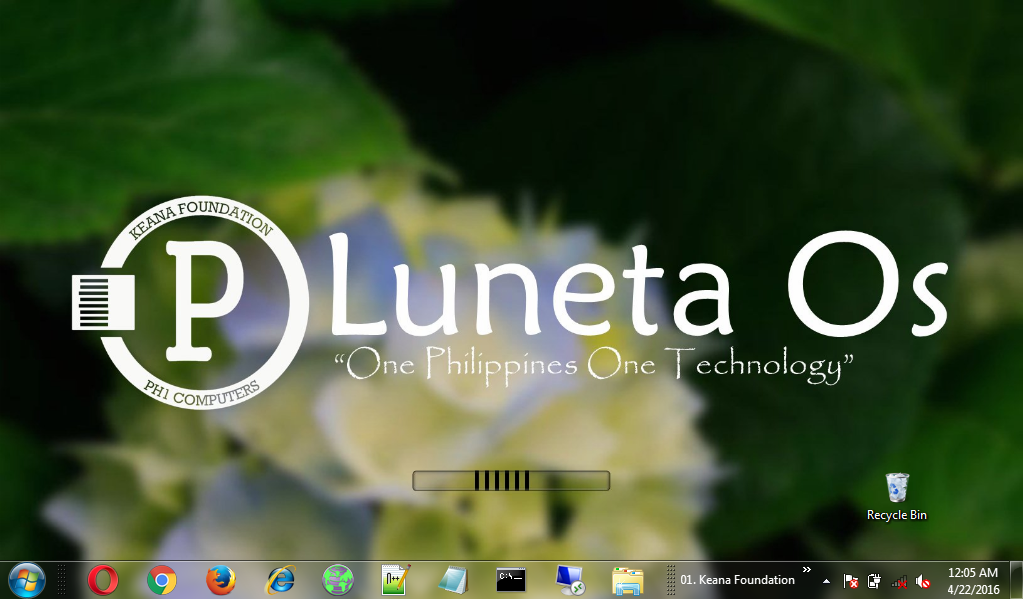 KEANA FOUNDATION
P
PH1 COMPUTERS
Luneta Os
“One Philippines One Technology”
Recycle Bin
n++
C:\_
01. Keana Foundation
»
12:05 AM
4/22/2016